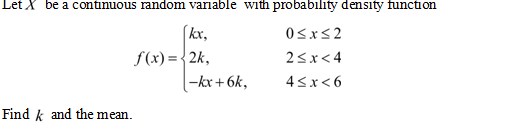 Let X be a continuous random variable with probability density function
f(x) = { kx, 0 ≤ x ≤ 2
2k, 2 ≤ x < 4
−kx + 6k, 4 ≤ x < 6
Find k and the mean.